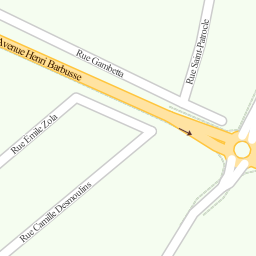 Avenue Henri Barbusse
Rue Gambetta
Rue Saint-Patrocle
Rue Émile Zola
Rue Camille Desmoulins